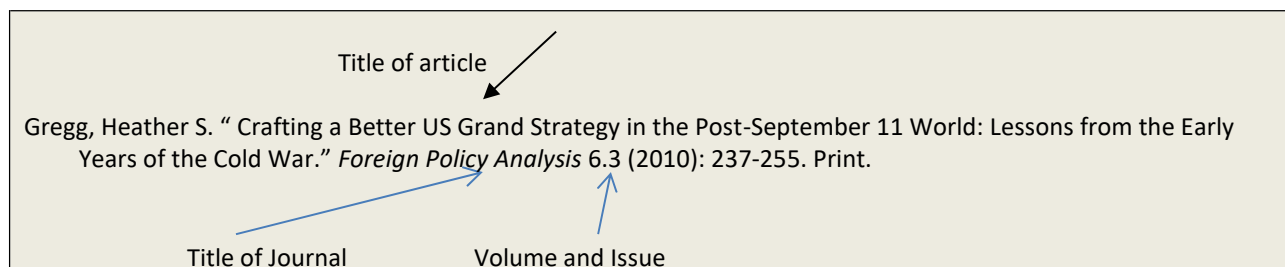 Title of article
Gregg, Heather S. “ Crafting a Better US Grand Strategy in the Post-September 11 World: Lessons from the Early
Years of the Cold War.” Foreign Policy Analysis 6.3 (2010): 237-255. Print.
Title of Journal Volume and Issue